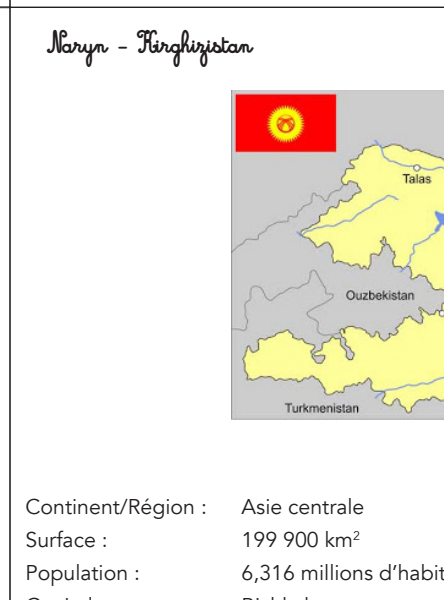 Naryn - Kirghizistan
Talas
Ouzbekistan
Turkmenistan
Continent/Région : Asie centrale
Surface : 199 900 km²
Population : 6,316 millions d'habit